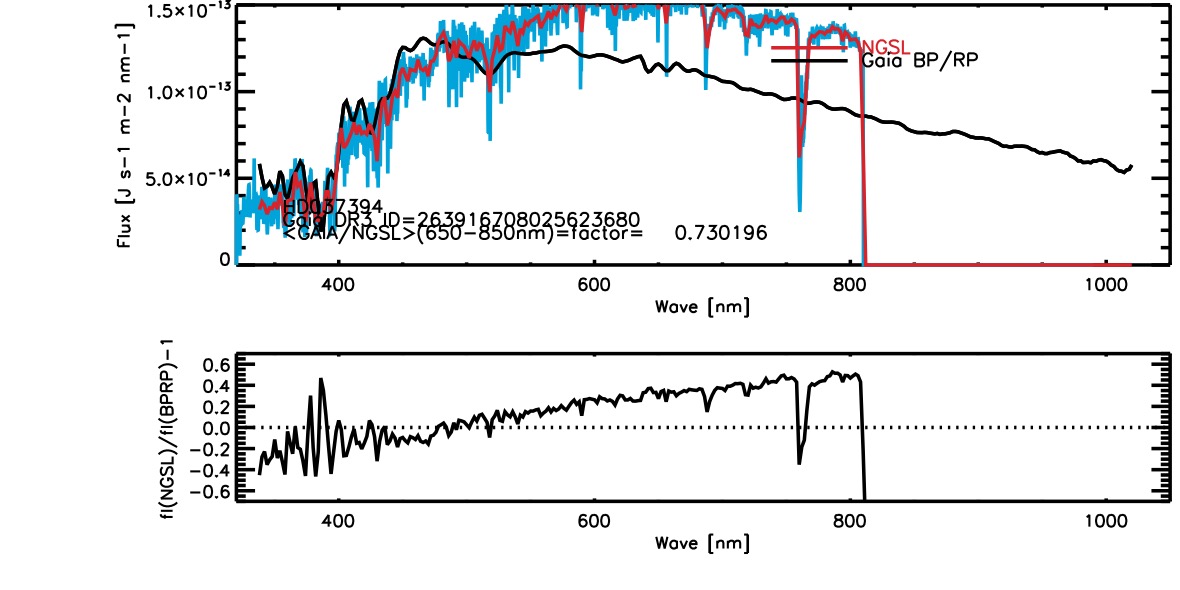 1.5×10−13
1.0×10−13
5.0×10−14
0
Flux [J s−1 m−2 nm−1]
NGSL
Gaia BP/RP
HD037394
Gaia DR3 ID=263916708025623680
<GAIA/NGSL>(650−850nm)=factor= 0.730196
400 600 800 1000
Wave [nm]
fl(NGSL)/fl(BPRP)−1
0.6
0.4
0.2
0.0
−0.2
−0.4
−0.6
400 600 800 1000
Wave [nm]